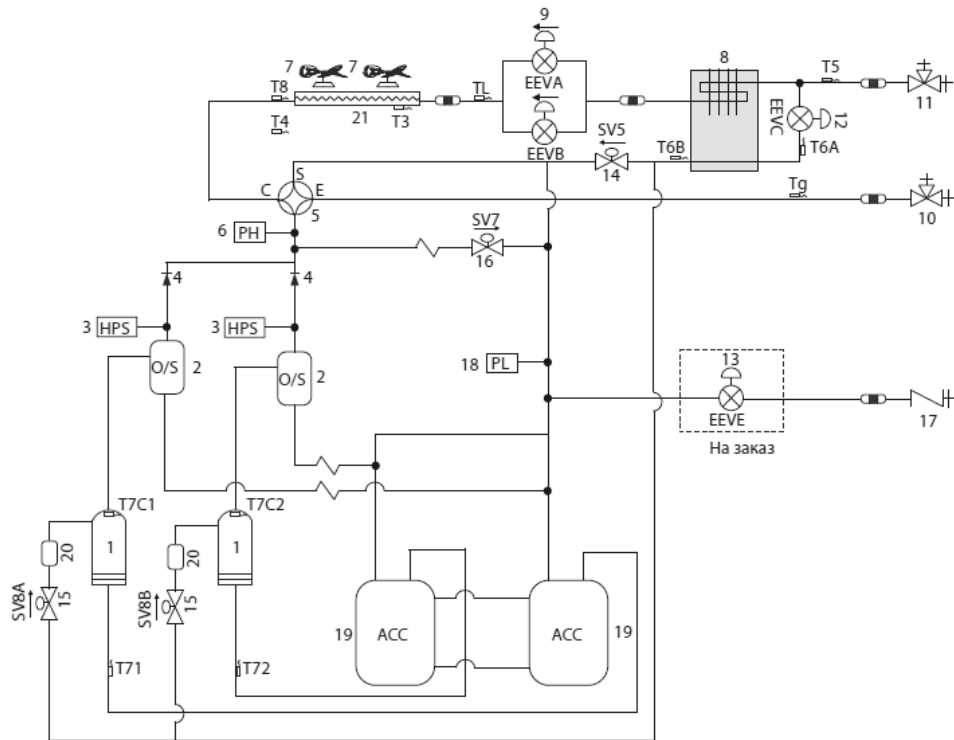 9
7 7 8
T8 EEVA T5
TL
T4 21 T3 EEVC 12 11
EEVB SV5 T6B T6A
S 14
C E Tg
5 10
6 PH SV7
16
4 4
3 HPS 3 HPS
O/S 2 O/S 2 18 PL 13
EEVE 17
На заказ
T7C1 T7C2
1 1
20 20
SV8A 15 SV8B 15
19 ACC ACC 19
T71 T72